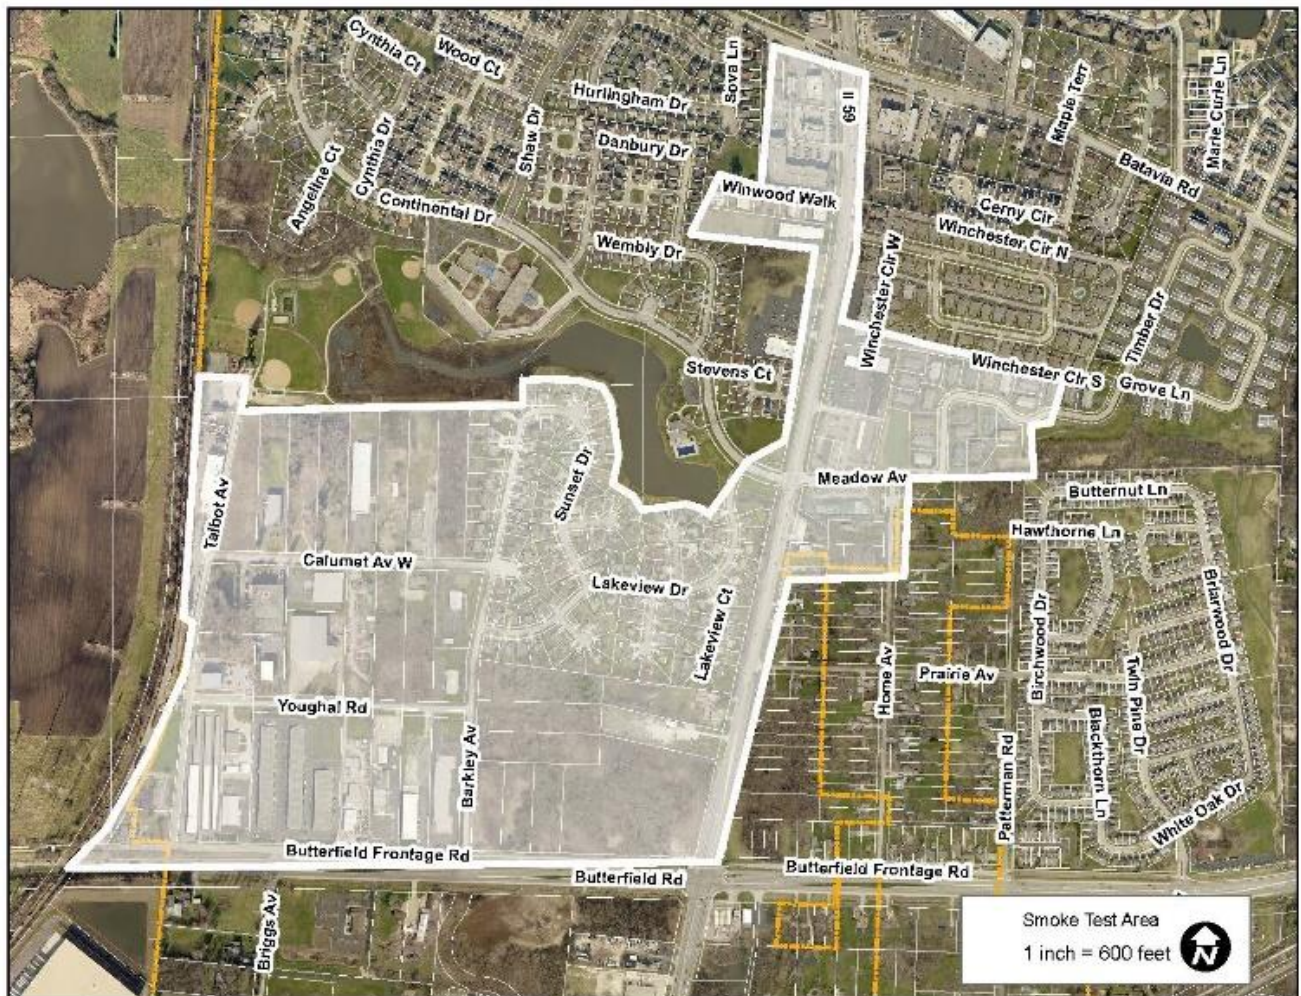 Cynthia Ct
Wood Ct
Sova Ln
Hurlingham Dr
Il 59
Maple Terr
Marie Curie Ln
Shaw Dr
Danbury Dr
Cynthia Dr
Angeline Ct
Batavia Rd
Winwood Walk
Continental Dr
Cerny Cir
Winchester Cir N
Wembly Dr
Winchester Cir W
Timber Dr
Stevens Ct
Winchester Cir S
Grove Ln
Talbot Av
Sunset Dr
Meadow Av
Butternut Ln
Hawthorne Ln
Calumet Av W
Lakeview Dr
Lakeview Ct
Birchwood Dr
Briarwood Dr
Home Av
Prairie Av
Twin Pine Dr
Youghal Rd
Barkley Av
Patterman Rd
Blackthorn Ln
White Oak Dr
Butterfield Frontage Rd
Butterfield Rd
Butterfield Frontage Rd
Briggs Av
Smoke Test Area
1 inch = 600 feet
N